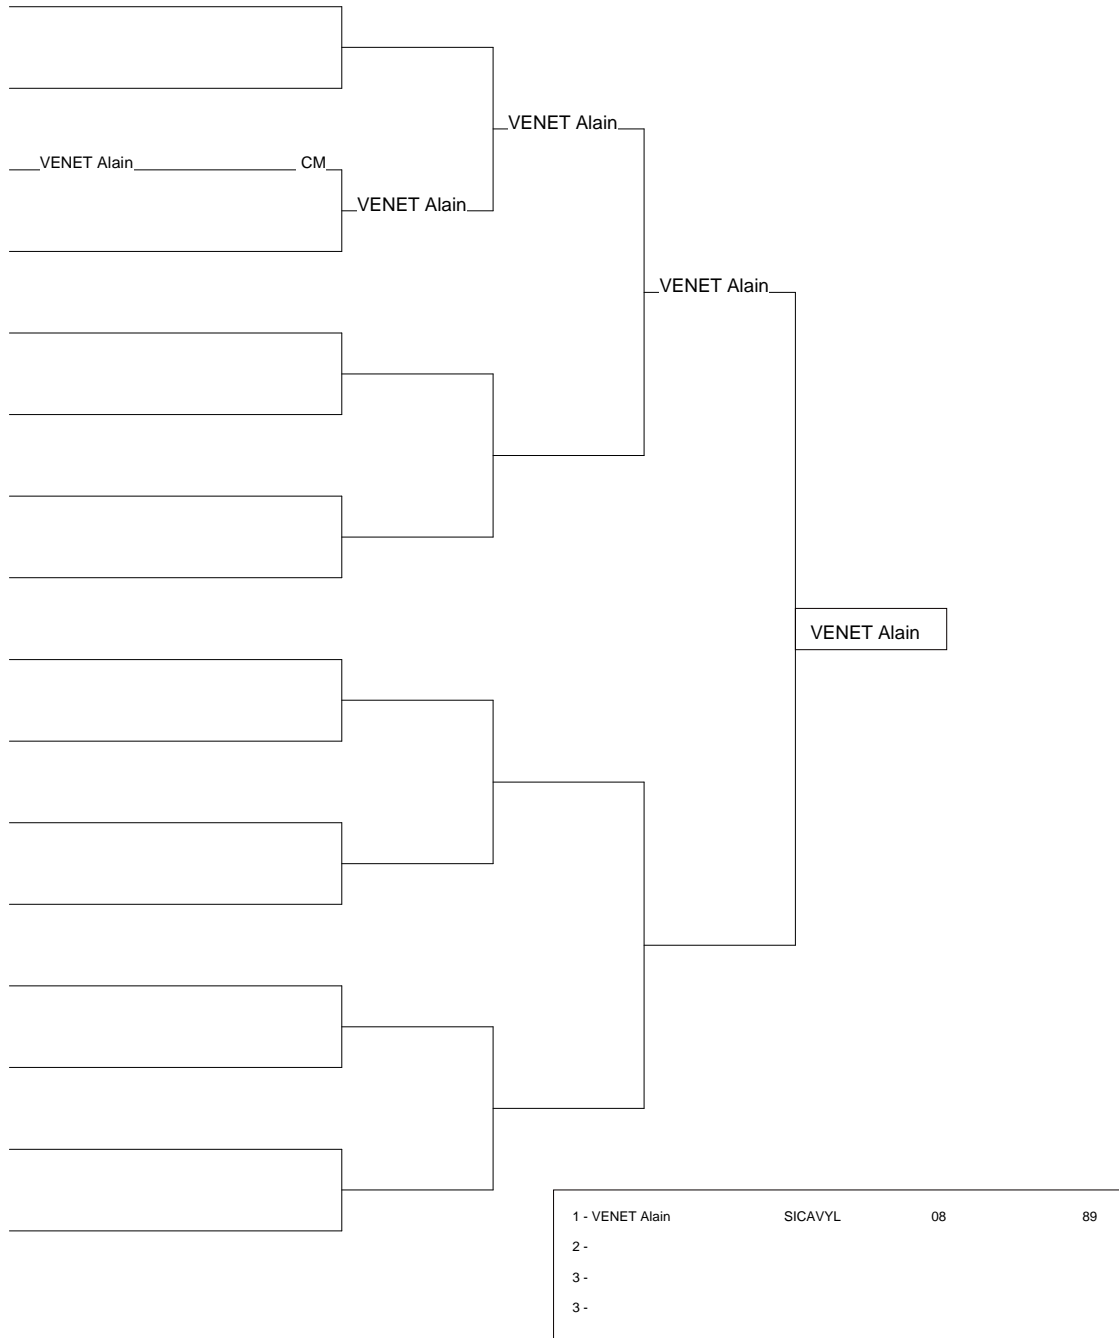 VENET Alain
VENET Alain CM
VENET Alain
VENET Alain
VENET Alain
1 - VENET Alain SICAVYL 08 89
2 -
3 -
3 -